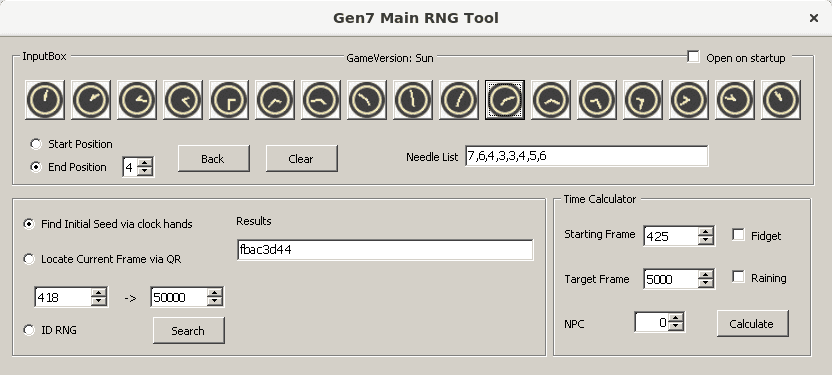 Gen7 Main RNG Tool
InputBox
GameVersion: Sun
Open on startup
Start Position
End Position
4
Back
Clear
Needle List
7,6,4,3,3,4,5,6
Find Initial Seed via clock hands
Results
fbac3d44
Locate Current Frame via QR
418
->
50000
ID RNG
Search
Time Calculator
Starting Frame
425
Fidget
Target Frame
5000
Raining
NPC
0
Calculate